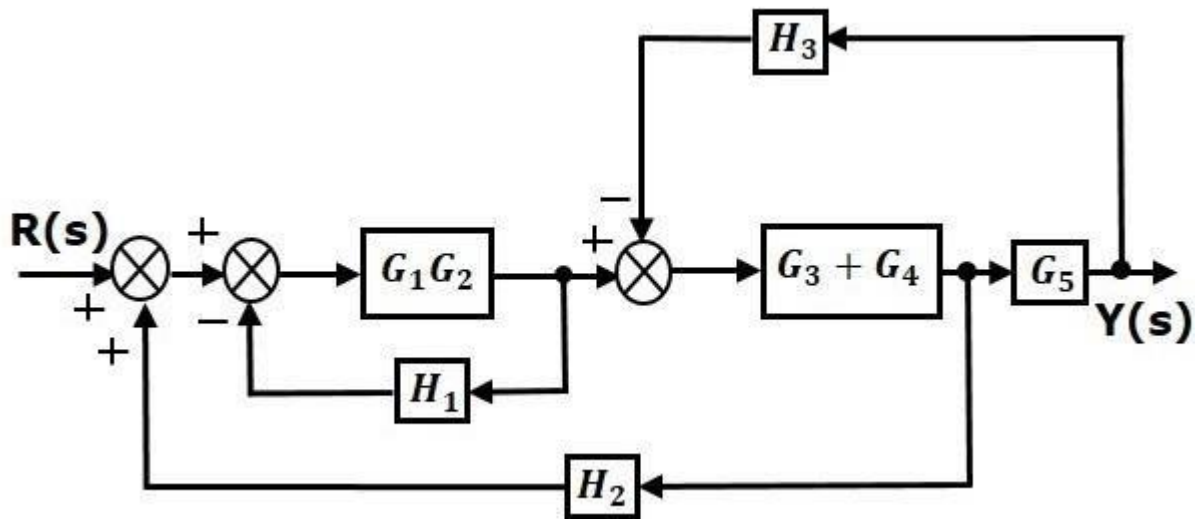 H₃
−
R(s)
+
+
+
−
G₁G₂
+
G₃ + G₄
G₅
Y(s)
H₁
+
H₂